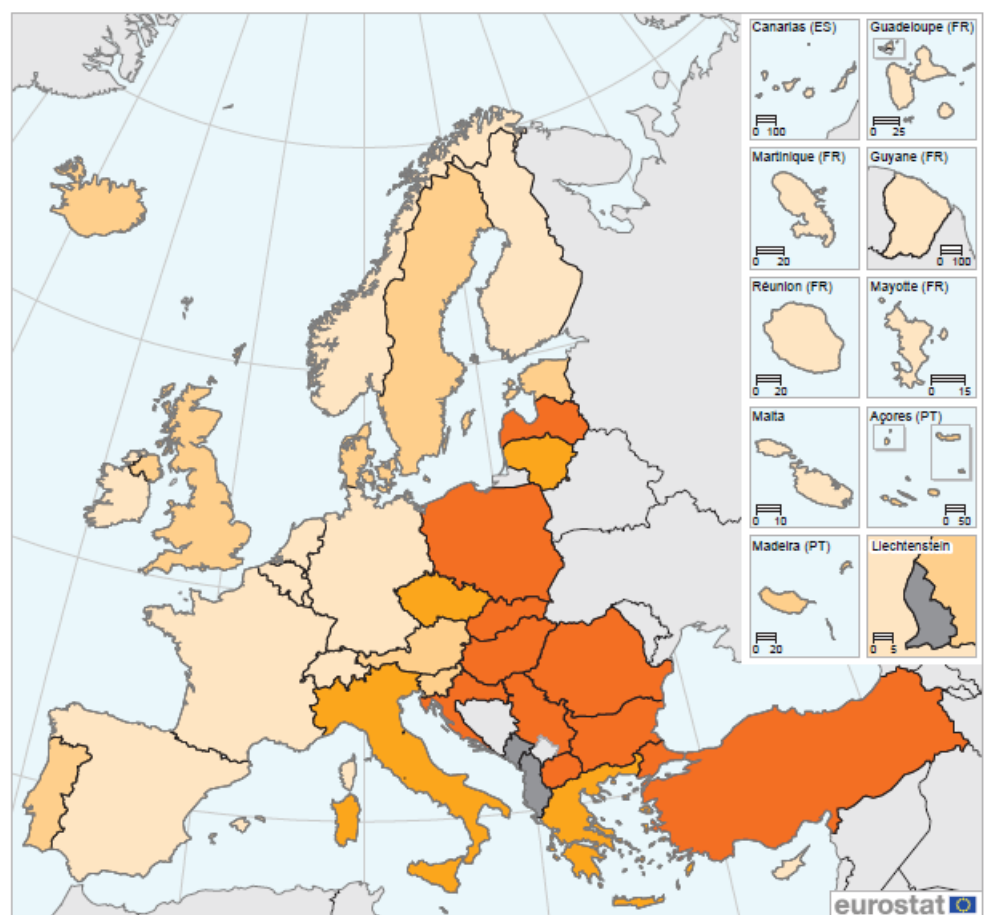 Canarias (ES)
0 100
Guadeloupe (FR)
0 25
Martinique (FR)
0 20
Guyane (FR)
0 100
Réunion (FR)
0 20
Mayotte (FR)
0 15
Malta
0 10
Açores (PT)
0 50
Madeira (PT)
0 20
Liechtenstein
0 5
eurostat